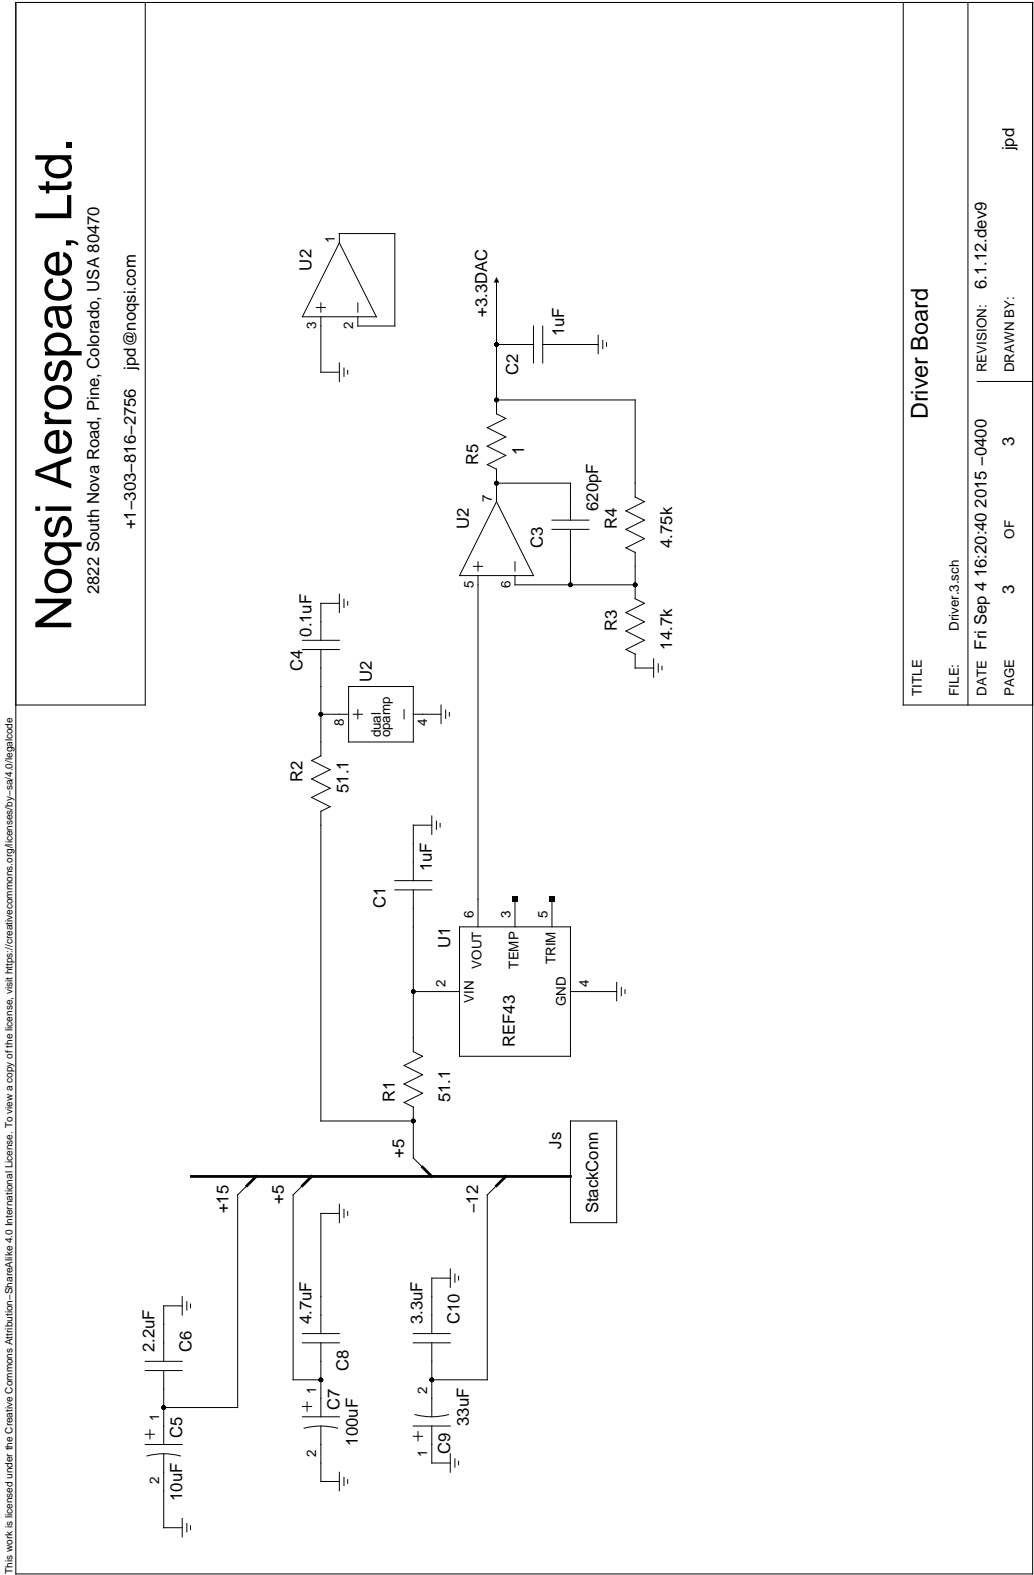 Noqsi Aerospace, Ltd.
2822 South Nova Road, Pine, Colorado, USA 80470
+1−303−816−2756 jpd@noqsi.com
This work is licensed under the Creative Commons Attribution−ShareAlike 4.0 International License. To view a copy of the license, visit https://creativecommons.org/licenses/by−sa/4.0/legalcode
2.2uF
C6
+ 1
C5
2
10uF
+15
4.7uF
C8
+ 1
C7
2
100uF
+5
3.3uF
C10
2
33uF
1 +
C9
−12
+5
Js
StackConn
R1
51.1
C1
1uF
R2
51.1
C4
0.1uF
U2
8
+
dual
opamp
−
4
U1
2
VIN
VOUT
6
REF43
TEMP
3
TRIM
5
GND
4
U2
3
+
2
−
1
U2
5
+
6
−
7
R5
1
C3
620pF
R4
4.75k
R3
14.7k
C2
1uF
+3.3DAC
TITLE
Driver Board
FILE: Driver.3.sch
REVISION: 6.1.12.dev9
DATE Fri Sep 4 16:20:40 2015 −0400
PAGE 3 OF 3
DRAWN BY: jpd